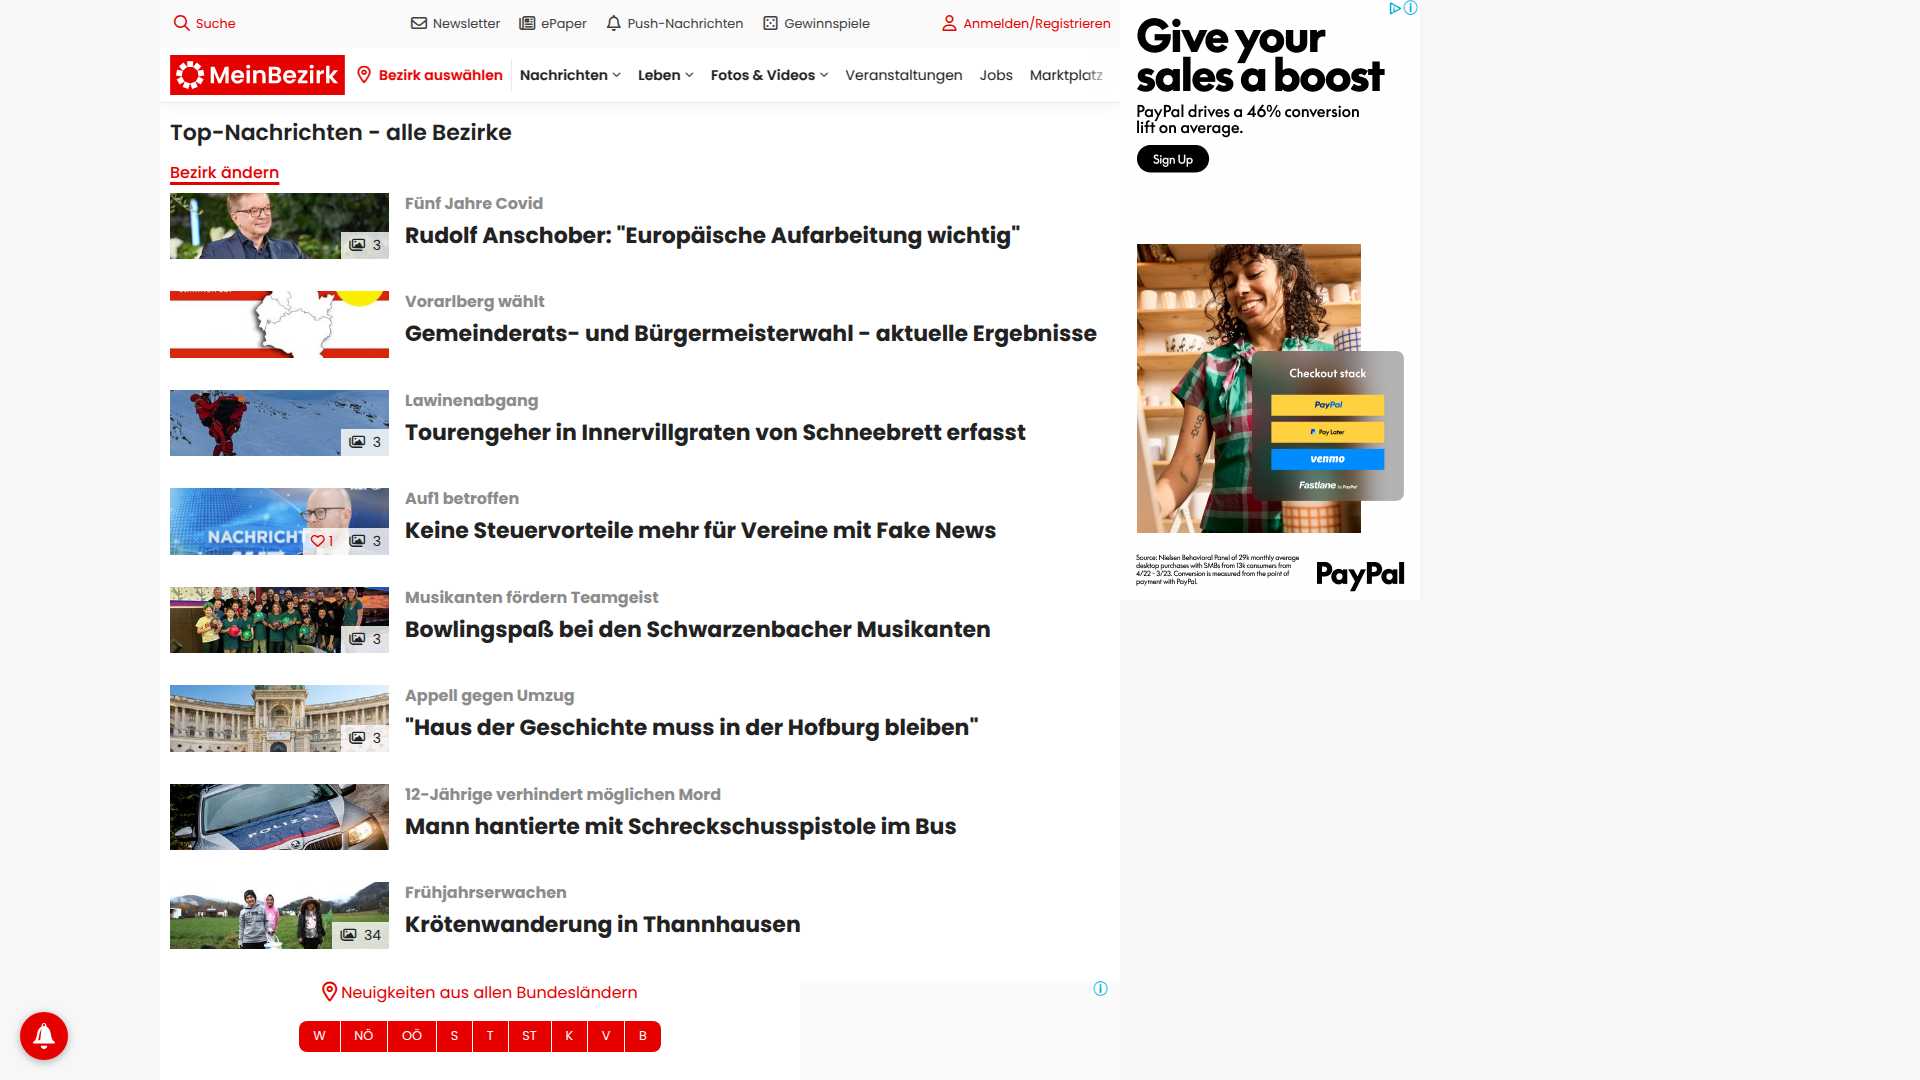 Suche
Newsletter
ePaper
Push-Nachrichten
Gewinnspiele
Anmelden/Registrieren
MeinBezirk
Bezirk auswählen
Nachrichten
Leben
Fotos & Videos
Veranstaltungen
Jobs
Marktplatz
Top-Nachrichten - alle Bezirke
Bezirk ändern
3
Fünf Jahre Covid
Rudolf Anschober: "Europäische Aufarbeitung wichtig"
Vorarlberg wählt
Gemeinderats- und Bürgermeisterwahl - aktuelle Ergebnisse
3
Lawinenabgang
Tourengeher in Innervillgraten von Schneebrett erfasst
1
3
Auf1 betroffen
Keine Steuervorteile mehr für Vereine mit Fake News
3
Musikanten fördern Teamgeist
Bowlingspaß bei den Schwarzenbacher Musikanten
3
Appell gegen Umzug
"Haus der Geschichte muss in der Hofburg bleiben"
POLIZEI
12-Jährige verhindert möglichen Mord
Mann hantierte mit Schreckschusspistole im Bus
34
Frühjahrserwachen
Krötenwanderung in Thannhausen
Neuigkeiten aus allen Bundesländern
W
NÖ
OÖ
S
T
ST
K
V
B
Give your
sales a boost
PayPal drives a 46% conversion
lift on average.
Sign Up
Checkout stack
PayPal
Pay Later
venmo
Fastlane by PayPal
Source: Nielsen Behavioral Panel of 29k monthly average
desktop purchases with SMBs from 13k consumers from
4/22 - 3/23. Conversion is measured from the point of
payment with PayPal.
PayPal